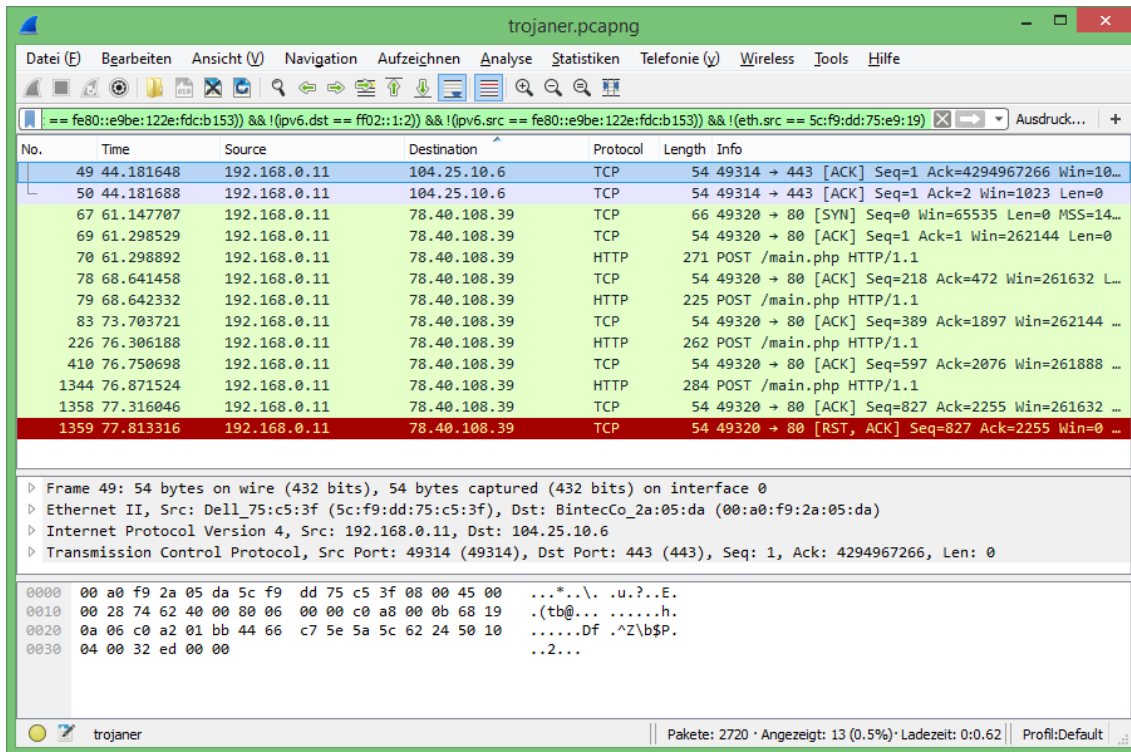 trojaner.pcapng
Datei (F) Bearbeiten Ansicht (V) Navigation Aufzeichnen Analyse Statistiken Telefonie (y) Wireless Tools Hilfe
== fe80::e9be:122e:fdc:b153)) && !(ipv6.dst == ff02::1:2)) && !(ipv6.src == fe80::e9be:122e:fdc:b153)) && !(eth.src == 5c:f9:dd:75:e9:19) Ausdruck... +
No. Time Source Destination Protocol Length Info
49 44.181648 192.168.0.11 104.25.10.6 TCP 54 49314 → 443 [ACK] Seq=1 Ack=4294967266 Win=10…
50 44.181688 192.168.0.11 104.25.10.6 TCP 54 49314 → 443 [ACK] Seq=1 Ack=2 Win=1023 Len=0
67 61.147707 192.168.0.11 78.40.108.39 TCP 66 49320 → 80 [SYN] Seq=0 Win=65535 Len=0 MSS=14…
69 61.298529 192.168.0.11 78.40.108.39 TCP 54 49320 → 80 [ACK] Seq=1 Ack=1 Win=262144 Len=0
70 61.298892 192.168.0.11 78.40.108.39 HTTP 271 POST /main.php HTTP/1.1
78 68.641458 192.168.0.11 78.40.108.39 TCP 54 49320 → 80 [ACK] Seq=218 Ack=472 Win=261632 L…
79 68.642332 192.168.0.11 78.40.108.39 HTTP 225 POST /main.php HTTP/1.1
83 73.703721 192.168.0.11 78.40.108.39 TCP 54 49320 → 80 [ACK] Seq=389 Ack=1897 Win=262144 …
226 76.306188 192.168.0.11 78.40.108.39 HTTP 262 POST /main.php HTTP/1.1
410 76.750698 192.168.0.11 78.40.108.39 TCP 54 49320 → 80 [ACK] Seq=597 Ack=2076 Win=261888 …
1344 76.871524 192.168.0.11 78.40.108.39 HTTP 284 POST /main.php HTTP/1.1
1358 77.316046 192.168.0.11 78.40.108.39 TCP 54 49320 → 80 [ACK] Seq=827 Ack=2255 Win=261632 …
1359 77.813316 192.168.0.11 78.40.108.39 TCP 54 49320 → 80 [RST, ACK] Seq=827 Ack=2255 Win=0 …
Frame 49: 54 bytes on wire (432 bits), 54 bytes captured (432 bits) on interface 0
Ethernet II, Src: Dell_75:c5:3f (5c:f9:dd:75:c5:3f), Dst: BintecCo_2a:05:da (00:a0:f9:2a:05:da)
Internet Protocol Version 4, Src: 192.168.0.11, Dst: 104.25.10.6
Transmission Control Protocol, Src Port: 49314 (49314), Dst Port: 443 (443), Seq: 1, Ack: 4294967266, Len: 0
0000 00 a0 f9 2a 05 da 5c f9 dd 75 c5 3f 08 00 45 00 ...*..\. .u.?..E.
0010 00 28 74 62 40 00 80 06 00 00 c0 a8 00 0b 68 19 .(tb@... ......h.
0020 0a 06 c0 a2 01 bb 44 66 c7 5e 5a 5c 62 24 50 10 ......Df .^Z\b$P.
0030 04 00 32 ed 00 00 ..2...
trojaner Pakete: 2720 · Angezeigt: 13 (0.5%) · Ladezeit: 0:0.62 Profil:Default